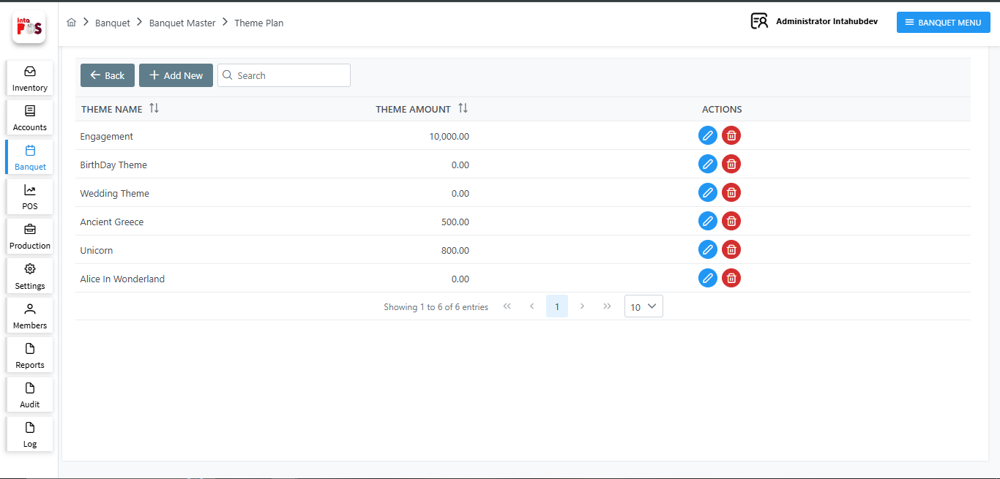 inta
POS
Banquet
Banquet Master
Theme Plan
Administrator Intahubdev
BANQUET MENU
Inventory
Accounts
Banquet
POS
Production
Settings
Members
Reports
Audit
Log
Back
Add New
Search
THEME NAME THEME AMOUNT ACTIONS
Engagement 10,000.00
BirthDay Theme 0.00
Wedding Theme 0.00
Ancient Greece 500.00
Unicorn 800.00
Alice In Wonderland 0.00
Showing 1 to 6 of 6 entries << < 1 > >> 10